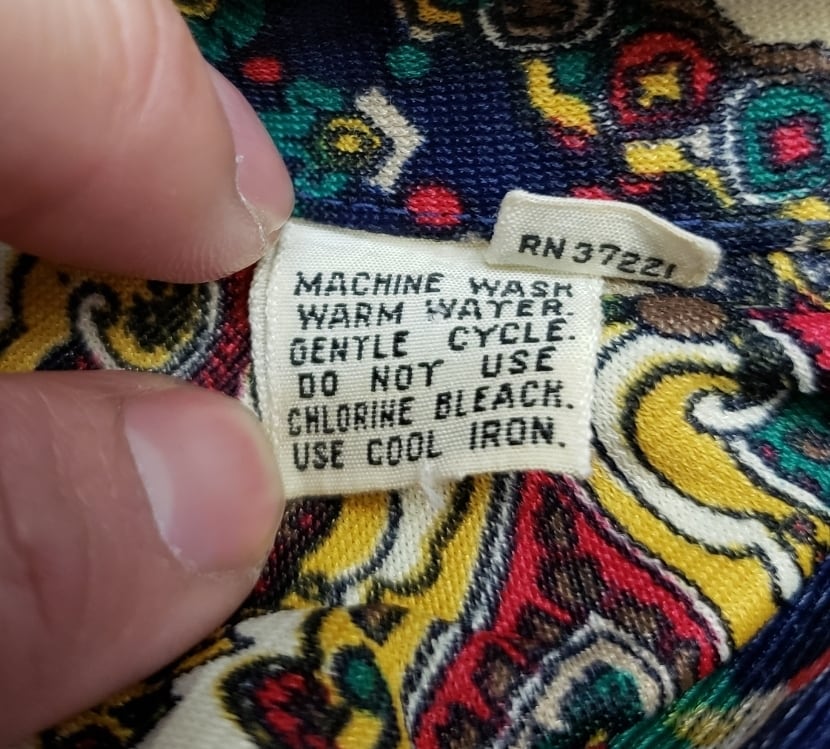 RN 37221
MACHINE WASH
WARM WATER.
GENTLE CYCLE.
DO NOT USE
CHLORINE BLEACH.
USE COOL IRON.